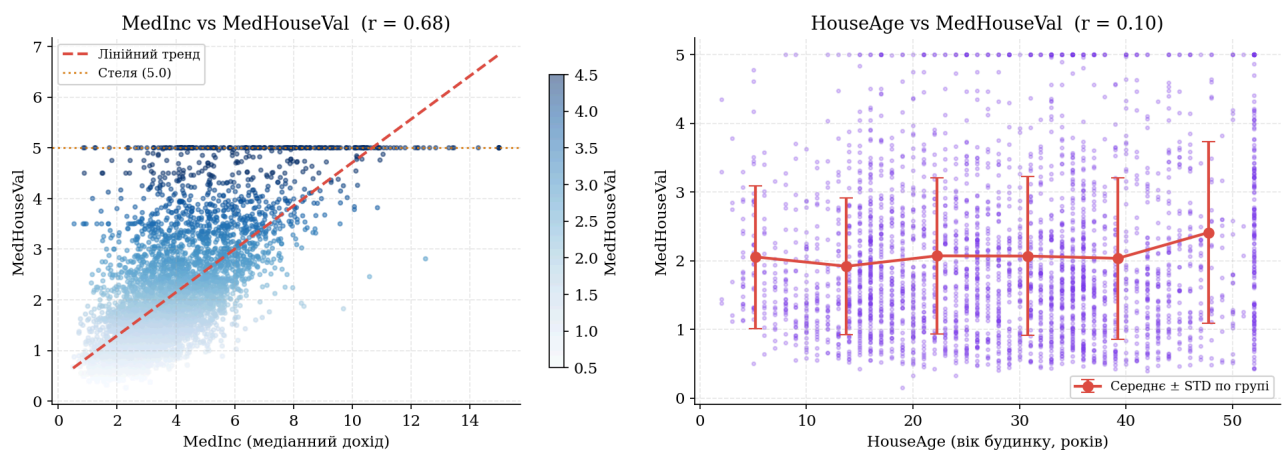 MedInc vs MedHouseVal (r = 0.68)
7
6
5
4
3
2
1
0
MedHouseVal
Лінійний тренд
Стеля (5.0)
0 2 4 6 8 10 12 14
MedInc (медіанний дохід)
4.5
4.0
3.5
3.0
2.5
2.0
1.5
1.0
0.5
MedHouseVal
HouseAge vs MedHouseVal (r = 0.10)
5
4
3
2
1
0
MedHouseVal
Середнє ± STD по групі
0 10 20 30 40 50
HouseAge (вік будинку, років)